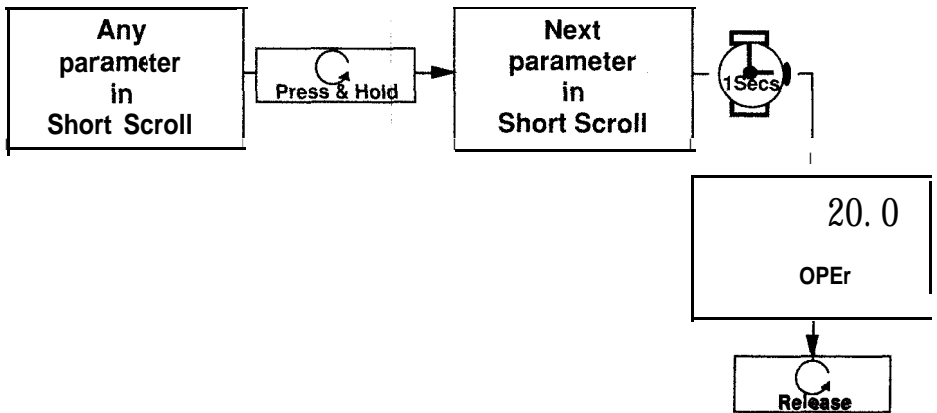 Any
parameter
in
Short Scroll
Press & Hold
Next
parameter
in
Short Scroll
1Secs
20.0
OPEr
Release